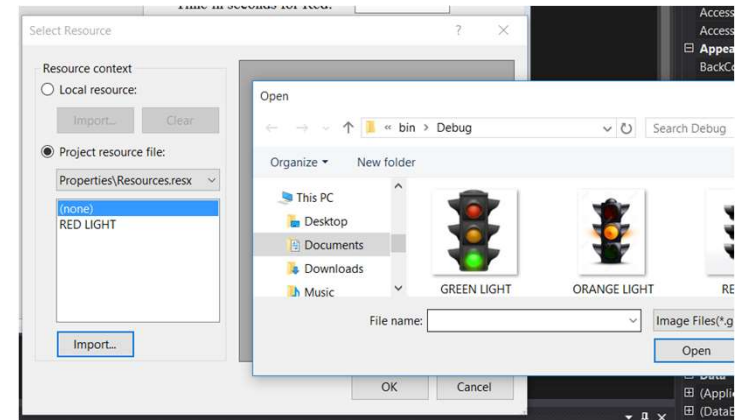 Time in seconds for Red:
Select Resource
?
Resource context
Local resource:
Import...
Clear
Project resource file:
Properties\Resources.resx
(none)
RED LIGHT
Import...
OK
Cancel
Open
« bin > Debug
Search Debug
Organize
New folder
This PC
Desktop
Documents
Downloads
Music
GREEN LIGHT
ORANGE LIGHT
RE
File name:
Image Files(*.g
Open
Access
Access
Appea
BackCo
Data
(Appli
(DataB